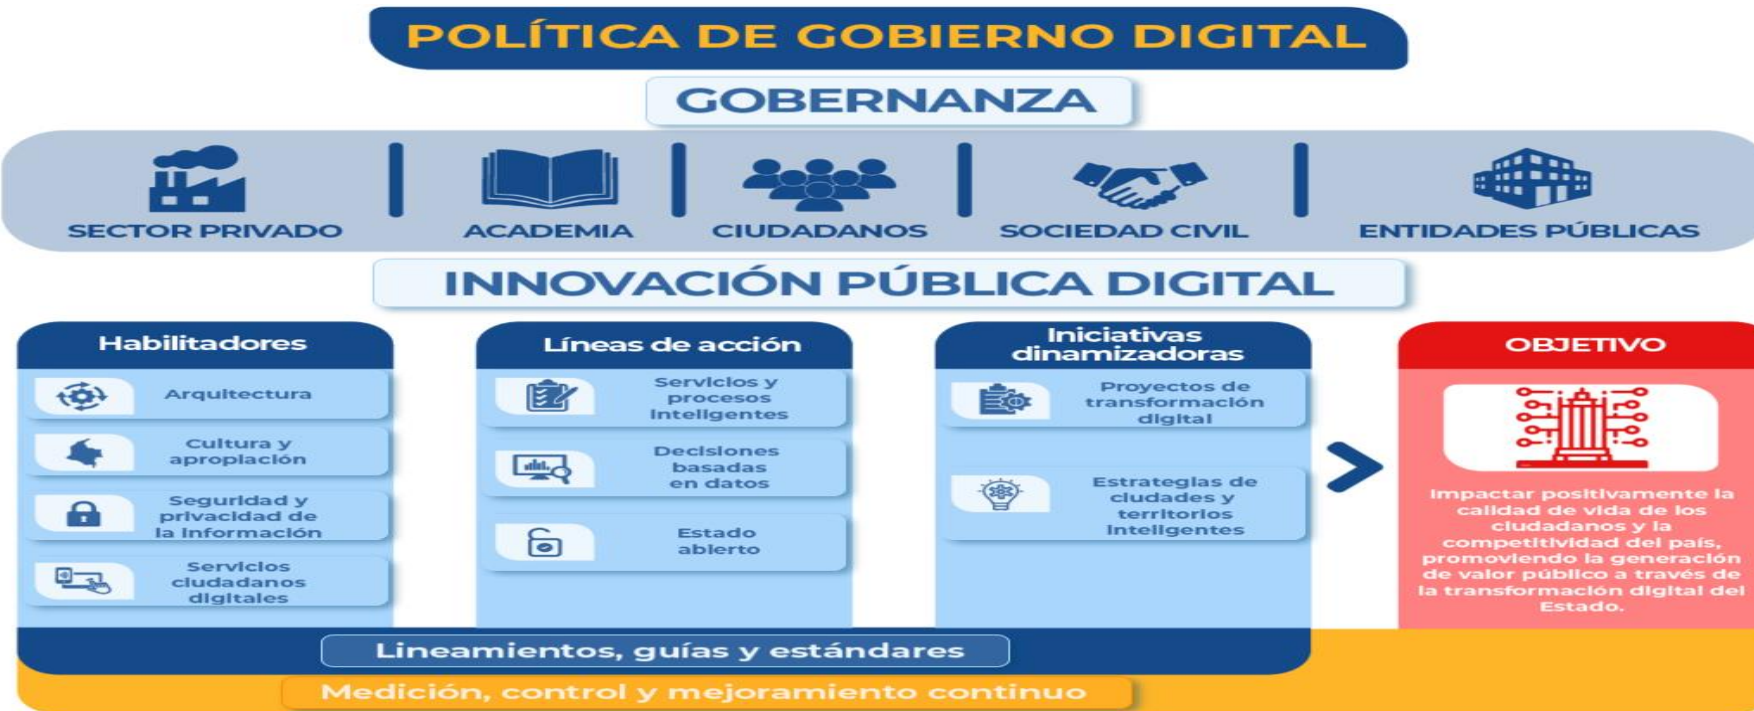 POLÍTICA DE GOBIERNO DIGITAL
GOBERNANZA
SECTOR PRIVADO
ACADEMIA
CIUDADANOS
SOCIEDAD CIVIL
ENTIDADES PÚBLICAS
INNOVACIÓN PÚBLICA DIGITAL
Habilitadores
Arquitectura
Cultura y
apropiación
Seguridad y
privacidad de
la información
Servicios
ciudadanos
digitales
Líneas de acción
Servicios y
procesos
inteligentes
Decisiones
basadas
en datos
Estado
abierto
Iniciativas
dinamizadoras
Proyectos de
transformación
digital
Estrategias de
ciudades y
territorios
inteligentes
OBJETIVO
Impactar positivamente la
calidad de vida de los
ciudadanos y la
competitividad del país,
promoviendo la generación
de valor público a través de
la transformación digital del
Estado.
Lineamientos, guías y estándares
Medición, control y mejoramiento continuo